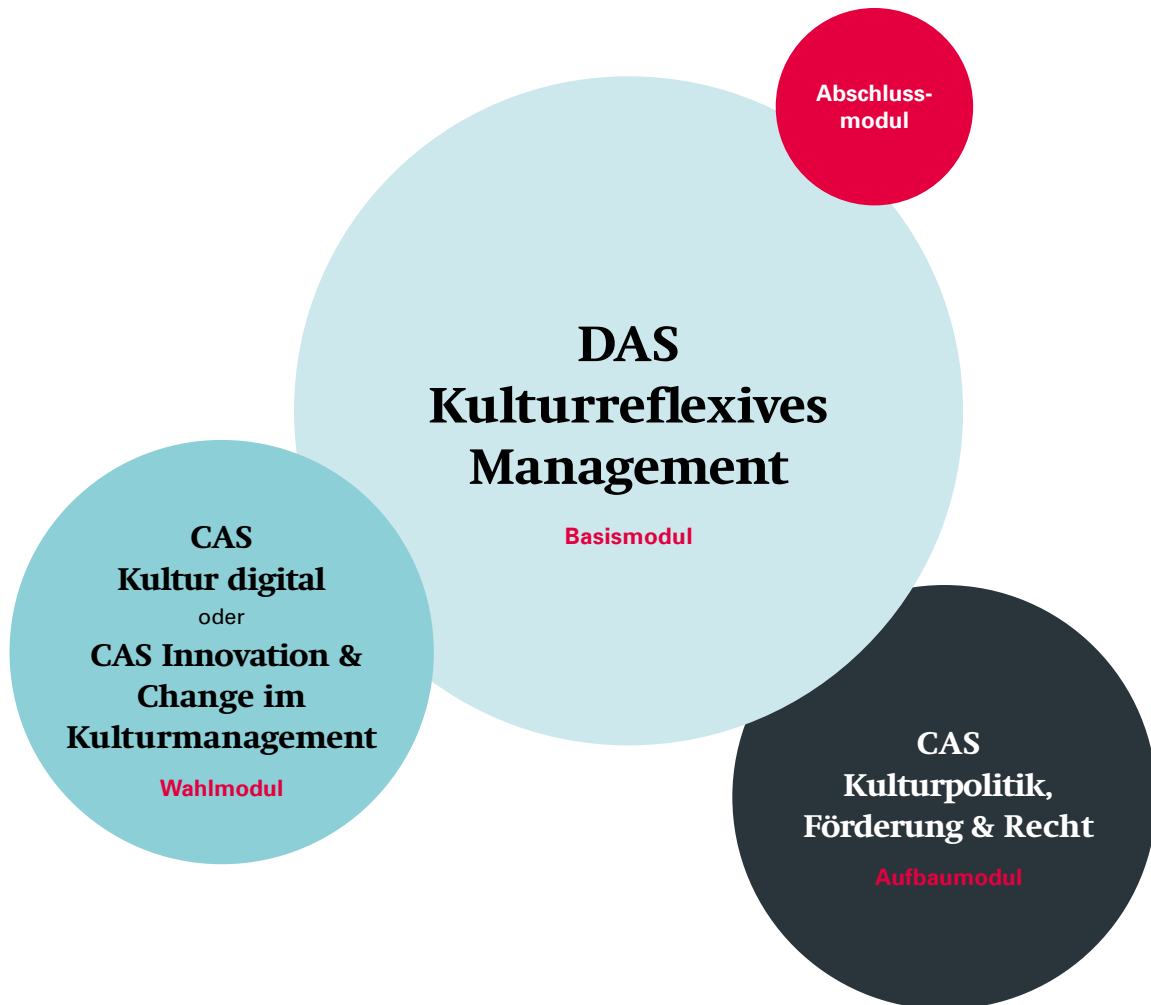 Abschluss-
modul
DAS
Kulturreflexives
Management
Basismodul
CAS
Kultur digital
oder
CAS Innovation &
Change im
Kulturmanagement
Wahlmodul
CAS
Kulturpolitik,
Förderung & Recht
Aufbaumodul